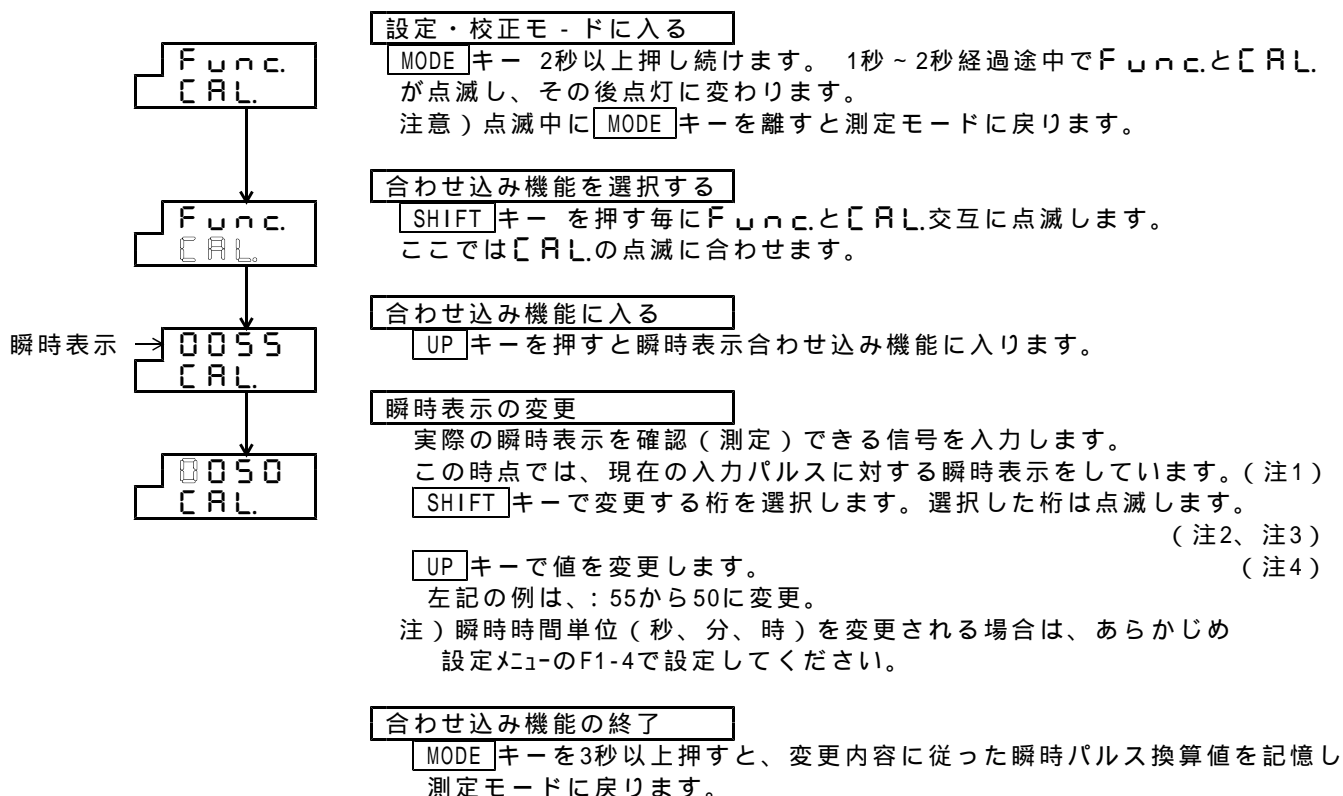 設定・校正モ-ドに入る
Func.
CAL.
MODE キー 2秒以上押し続けます。 1秒~2秒経過途中でFunc.とCAL.
が点滅し、その後点灯に変わります。
注意)点滅中に MODE キーを離すと測定モードに戻ります。
合わせ込み機能を選択する
Func.
CAL.
SHIFT キー を押す毎にFunc.とCAL.交互に点滅します。
ここではCAL.の点滅に合わせます。
合わせ込み機能に入る
瞬時表示 → 0055
CAL.
UP キーを押すと瞬時表示合わせ込み機能に入ります。
瞬時表示の変更
実際の瞬時表示を確認(測定)できる信号を入力します。
0050
CAL.
この時点では、現在の入力パルスに対する瞬時表示をしています。(注1)
SHIFT キーで変更する桁を選択します。選択した桁は点滅します。
(注2、注3)
UP キーで値を変更します。 (注4)
左記の例は、: 55から50に変更。
注)瞬時時間単位(秒、分、時)を変更される場合は、あらかじめ
設定メニューのF1-4で設定してください。
合わせ込み機能の終了
MODE キーを3秒以上押すと、変更内容に従った瞬時パルス換算値を記憶し
測定モードに戻ります。